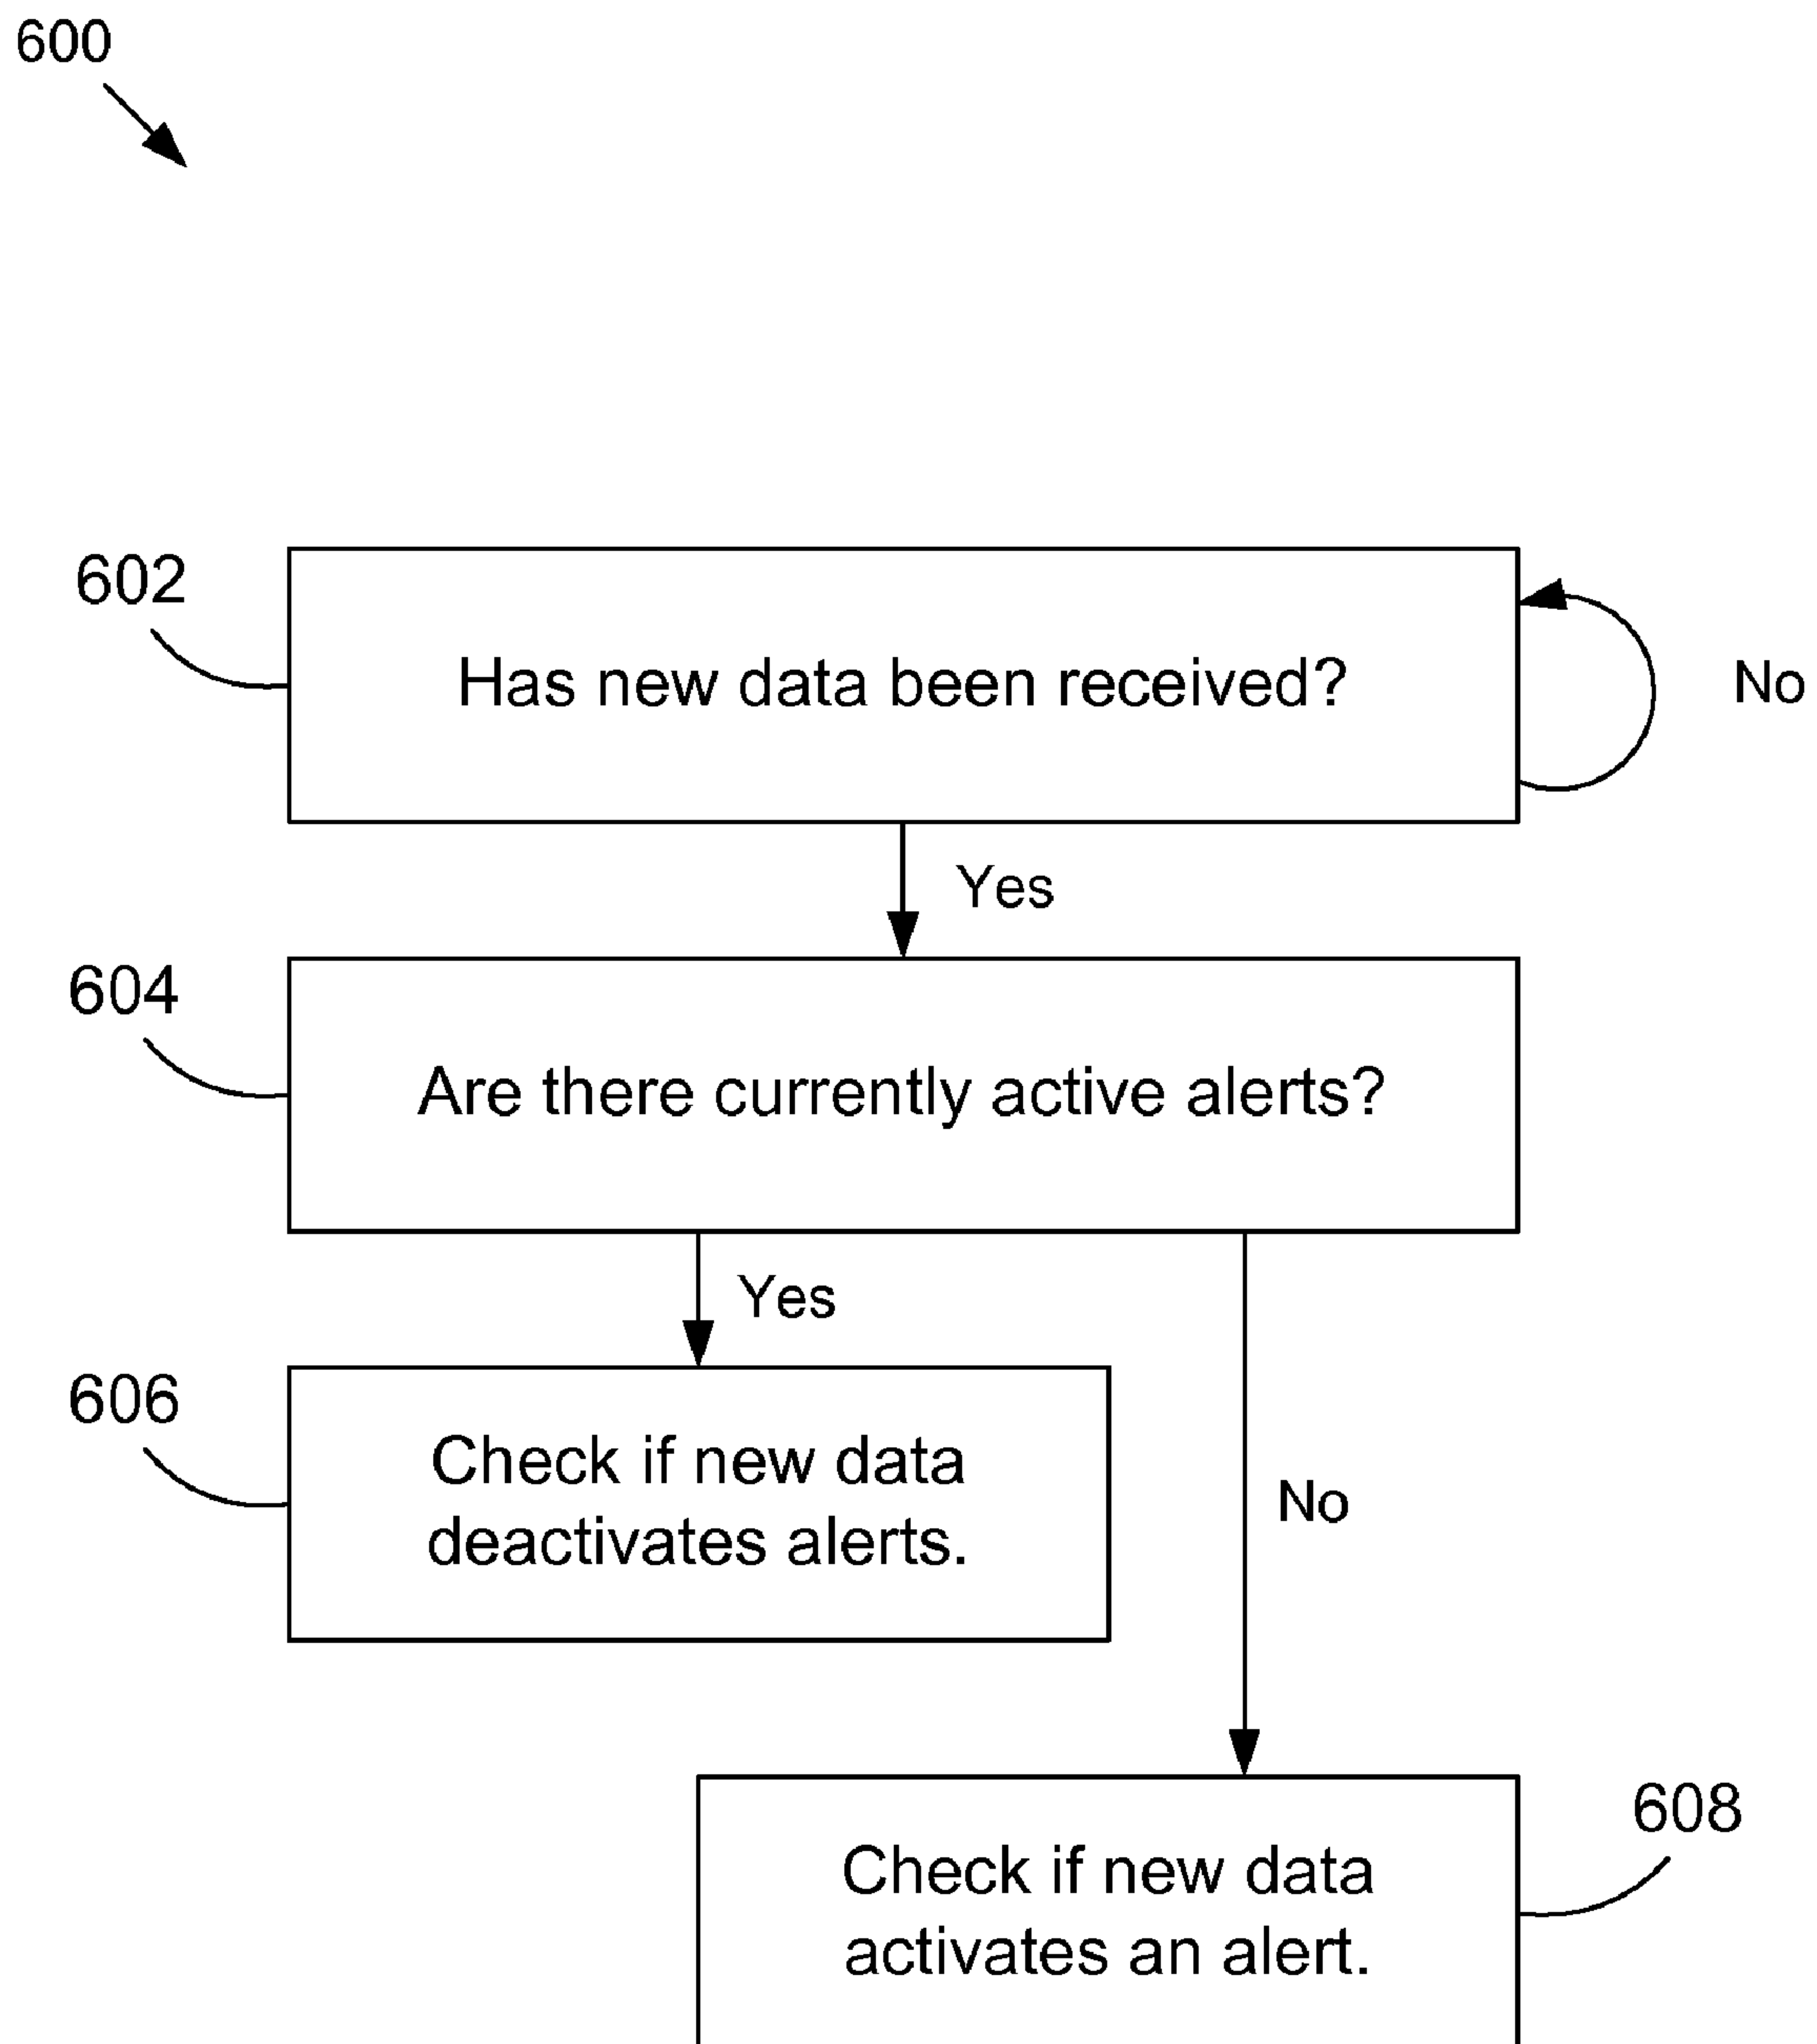 600
602
Has new data been received?
No
Yes
604
Are there currently active alerts?
Yes
606
Check if new data
deactivates alerts.
No
608
Check if new data
activates an alert.